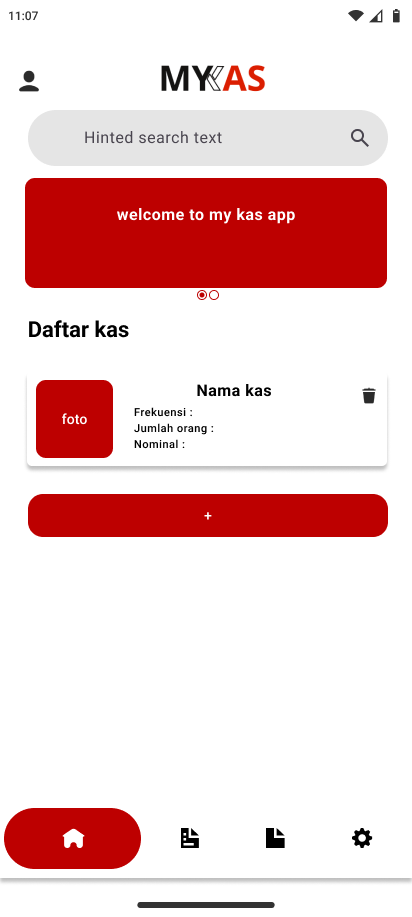 11:07
MYKAS
Hinted search text
welcome to my kas app
Daftar kas
Nama kas
foto
Frekuensi :
Jumlah orang :
Nominal :
+